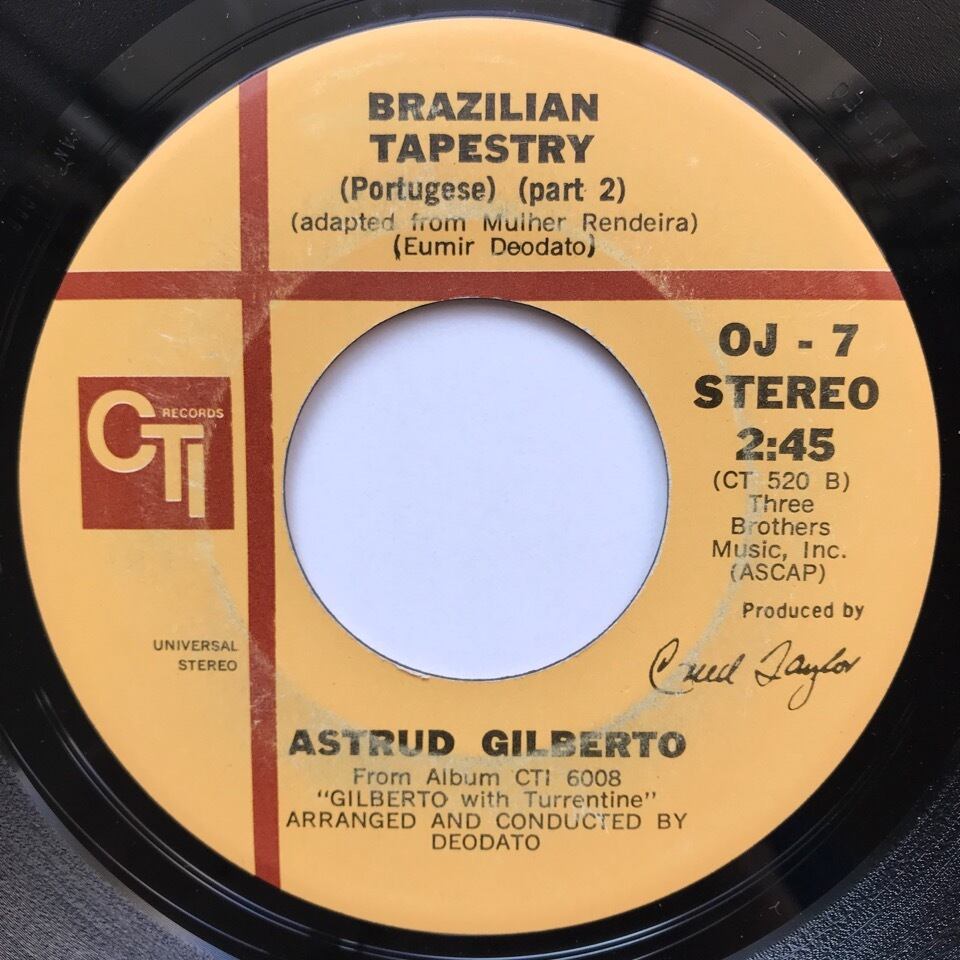 BRAZILIAN
TAPESTRY
(Portugese) (part 2)
(adapted from Mulher Rendeira)
(Eumir Deodato)
OJ - 7
STEREO
2:45
(CT 520 B)
Three
Brothers
Music, Inc.
(ASCAP)
Produced by
Creed Taylor
CTI RECORDS
UNIVERSAL
STEREO
ASTRUD GILBERTO
From Album CTI 6008
"GILBERTO with Turrentine"
ARRANGED AND CONDUCTED BY
DEODATO